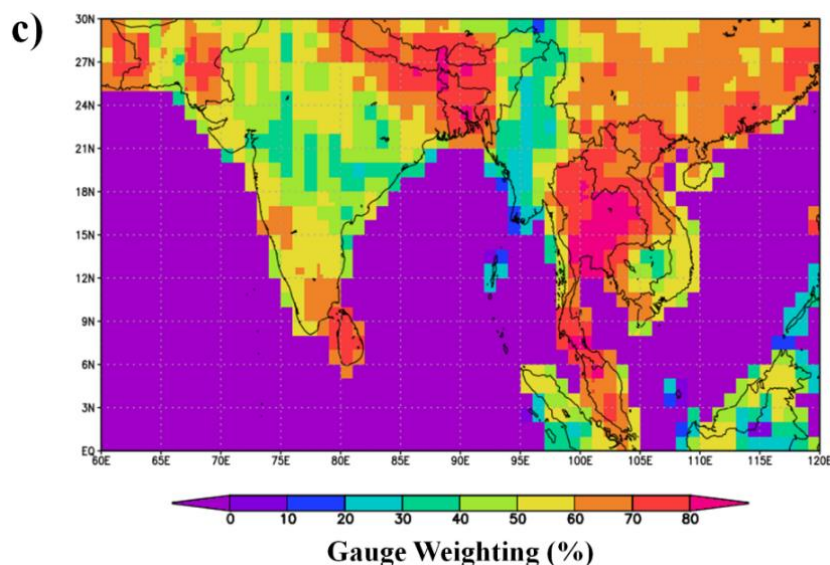 c)
30N
27N
24N
21N
18N
15N
12N
9N
6N
3N
EQ
60E 65E 70E 75E 80E 85E 90E 95E 100E 105E 110E 115E 120E
0 10 20 30 40 50 60 70 80
Gauge Weighting (%)